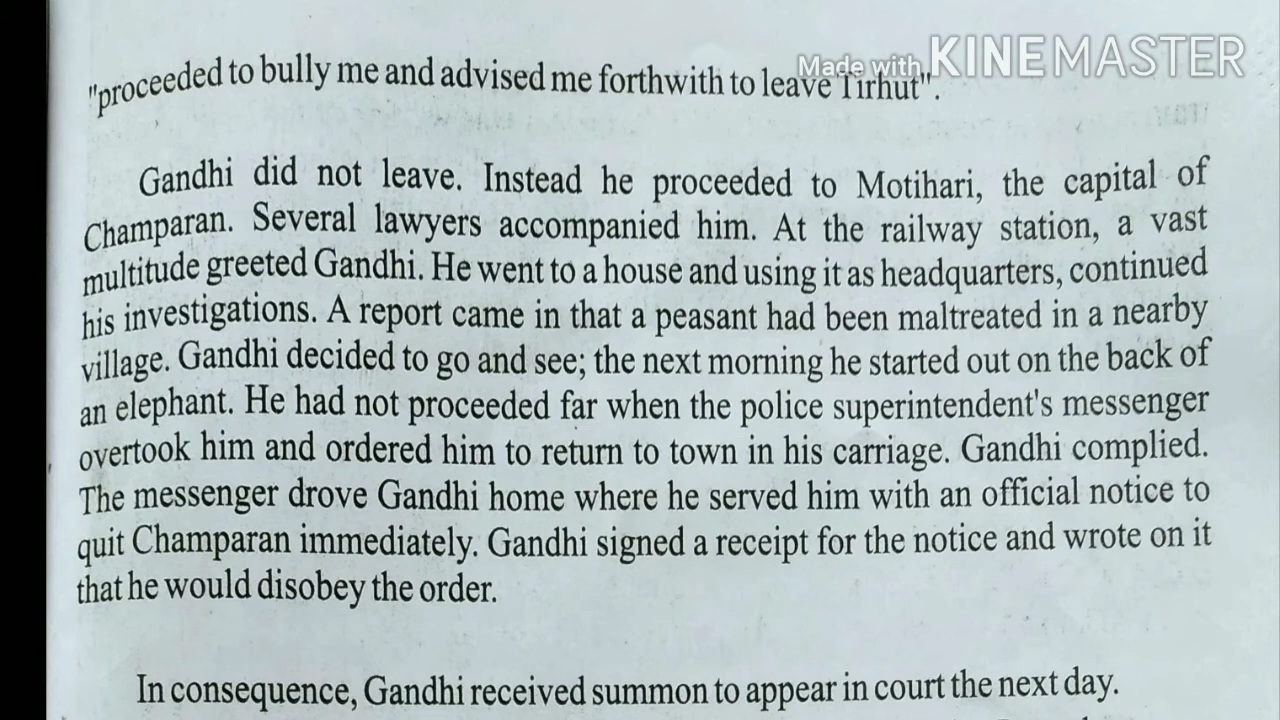 Made with KINEMASTER
"proceeded to bully me and advised me forthwith to leave Tirhut".
Gandhi did not leave. Instead he proceeded to Motihari, the capital of
Champaran. Several lawyers accompanied him. At the railway station, a vast
multitude greeted Gandhi. He went to a house and using it as headquarters, continued
his investigations. A report came in that a peasant had been maltreated in a nearby
village. Gandhi decided to go and see; the next morning he started out on the back of
an elephant. He had not proceeded far when the police superintendent's messenger
overtook him and ordered him to return to town in his carriage. Gandhi complied.
The messenger drove Gandhi home where he served him with an official notice to
quit Champaran immediately. Gandhi signed a receipt for the notice and wrote on it
that he would disobey the order.
In consequence, Gandhi received summon to appear in court the next day.